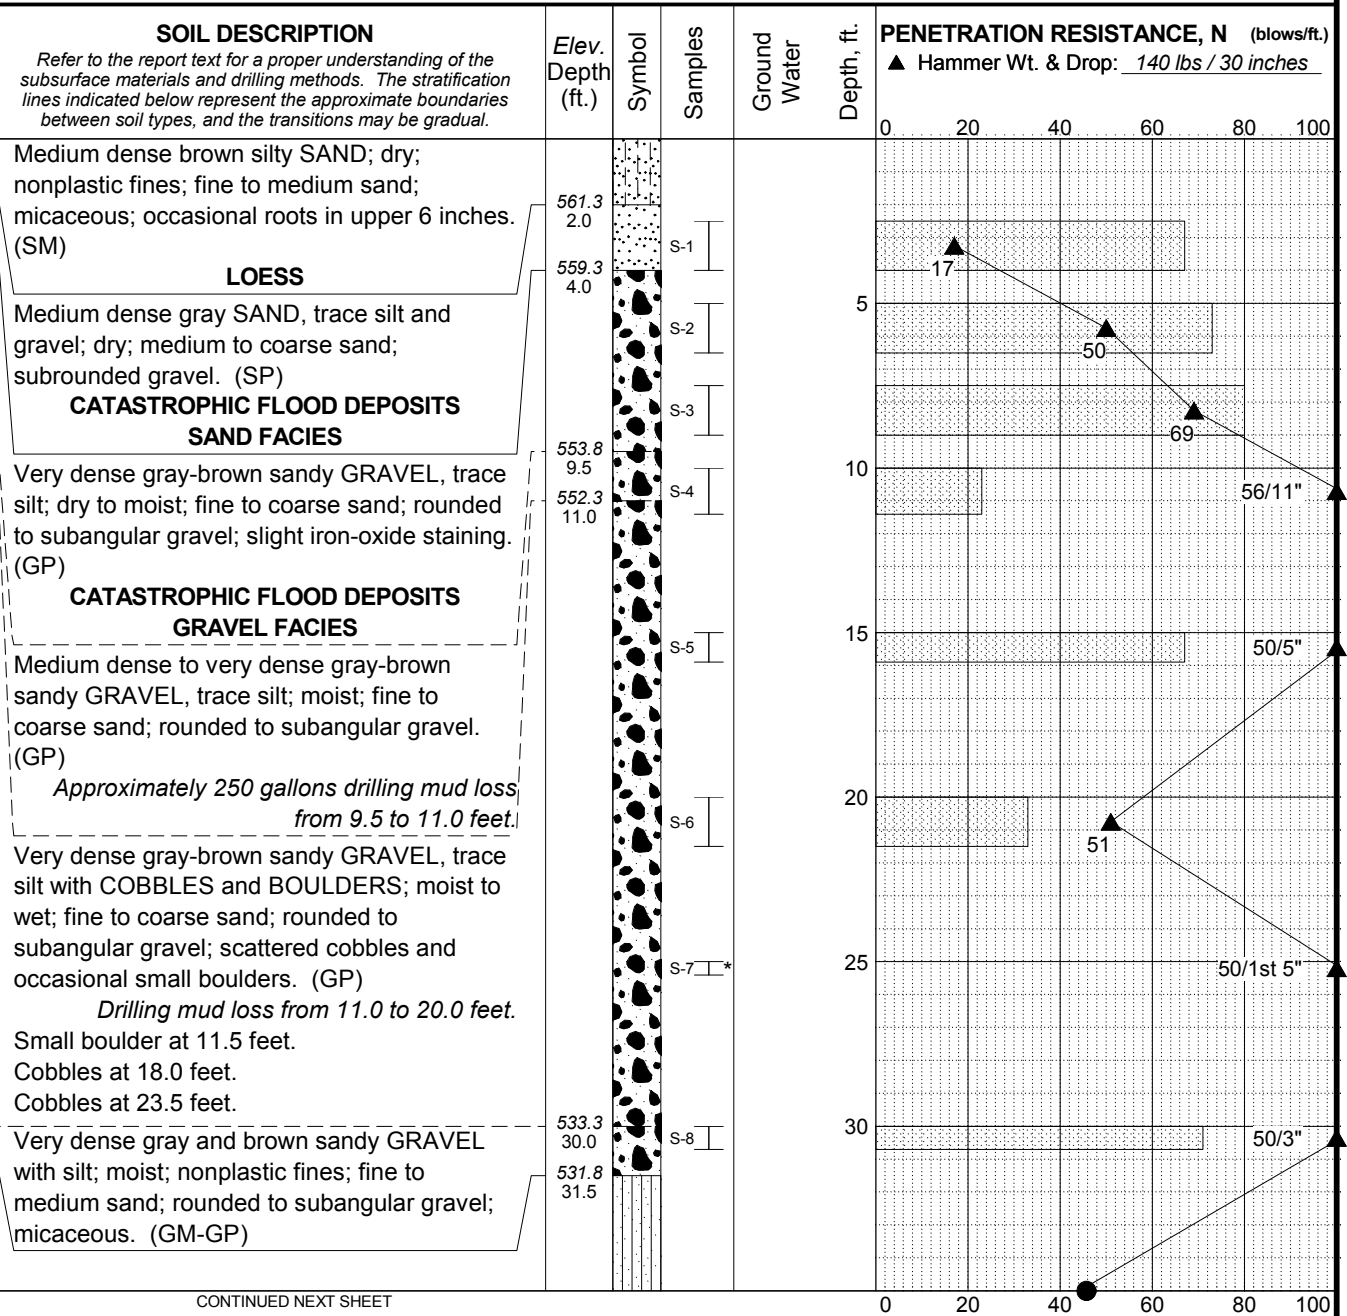 SOIL DESCRIPTION
Refer to the report text for a proper understanding of the
subsurface materials and drilling methods. The stratification
lines indicated below represent the approximate boundaries
between soil types, and the transitions may be gradual.
Elev.
Depth
(ft.)
Symbol
Samples
Ground
Water
Depth, ft.
PENETRATION RESISTANCE, N (blows/ft.)
▲ Hammer Wt. & Drop: 140 lbs / 30 inches
0 20 40 60 80 100
Medium dense brown silty SAND; dry;
nonplastic fines; fine to medium sand;
micaceous; occasional roots in upper 6 inches.
(SM)
LOESS
Medium dense gray SAND, trace silt and
gravel; dry; medium to coarse sand;
subrounded gravel. (SP)
CATASTROPHIC FLOOD DEPOSITS
SAND FACIES
Very dense gray-brown sandy GRAVEL, trace
silt; dry to moist; fine to coarse sand; rounded
to subangular gravel; slight iron-oxide staining.
(GP)
CATASTROPHIC FLOOD DEPOSITS
GRAVEL FACIES
Medium dense to very dense gray-brown
sandy GRAVEL, trace silt; moist; fine to
coarse sand; rounded to subangular gravel.
(GP)
Approximately 250 gallons drilling mud loss
from 9.5 to 11.0 feet.
Very dense gray-brown sandy GRAVEL, trace
silt with COBBLES and BOULDERS; moist to
wet; fine to coarse sand; rounded to
subangular gravel; scattered cobbles and
occasional small boulders. (GP)
Drilling mud loss from 11.0 to 20.0 feet.
Small boulder at 11.5 feet.
Cobbles at 18.0 feet.
Cobbles at 23.5 feet.
Very dense gray and brown sandy GRAVEL
with silt; moist; nonplastic fines; fine to
medium sand; rounded to subangular gravel;
micaceous. (GM-GP)
561.3
2.0
559.3
4.0
553.8
9.5
552.3
11.0
533.3
30.0
531.8
31.5
S-1
S-2
S-3
S-4
S-5
S-6
S-7 *
S-8
5
10
15
20
25
30
17
50
69
56/11"
50/5"
51
50/1st 5"
50/3"
CONTINUED NEXT SHEET
0 20 40 60 80 100